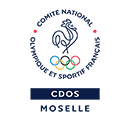 COMITÉ NATIONAL
OLYMPIQUE ET SPORTIF FRANÇAIS
CDOS
MOSELLE